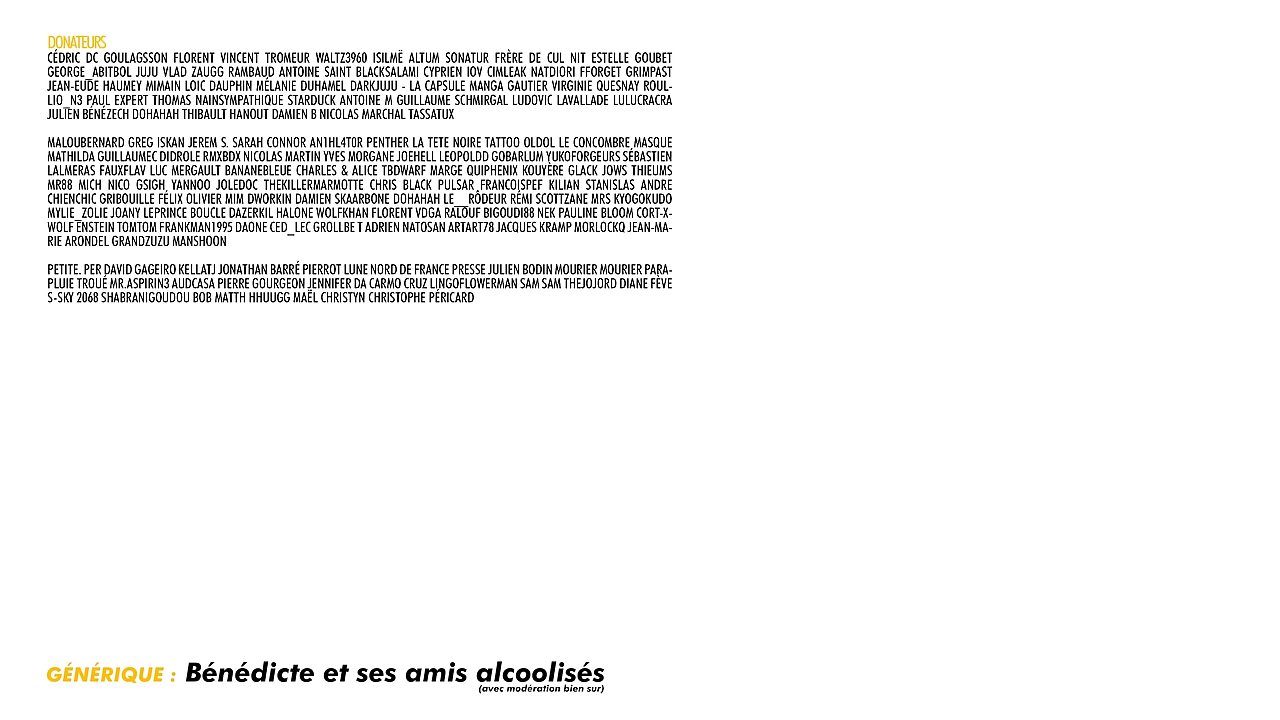 DONATEURS
CÉDRIC DC GOULAGSSON FLORENT VINCENT TROMEUR WALTZ3960 ISILMË ALTUM SONATUR FRÈRE DE CUL NIT ESTELLE GOUBET
GEORGE_ABITBOL JUJU VLAD ZAUGG RAMBAUD ANTOINE SAINT BLACKSALAMI CYPRIEN IOV CIMLEAK NATDIORI FFORGET GRIMPAST
JEAN-EUDE HAUMEY MIMAIN LOIC DAUPHIN MÉLANIE DUHAMEL DARKJUJU - LA CAPSULE MANGA GAUTIER VIRGINIE QUESNAY ROUL-
LIO_N3 PAUL EXPERT THOMAS NAINSYMPATHIQUE STARDUCK ANTOINE M GUILLAUME SCHMIRGAL LUDOVIC LAVALLADE LULUCRACRA
JULIEN BÉNÉZECH DOHAHAH THIBAULT HANOUT DAMIEN B NICOLAS MARCHAL TASSATUX
MALOUBERNARD GREG ISKAN JEREM S. SARAH CONNOR AN1HL4T0R PENTHER LA TETE NOIRE TATTOO OLDOL LE CONCOMBRE MASQUE
MATHILDA GUILLAUMEC DIDROLE RMXBDX NICOLAS MARTIN YVES MORGANE JOEHELL LEOPOLDD GOBARLUM YUKOFORGEURS SÉBASTIEN
LALMERAS FAUXFLAV LUC MERGAULT BANANEBLEUE CHARLES & ALICE TBDWARF MARGE QUIPHENIX KOUYÈRE GLACK JOWS THIEUMS
MR88 MICH NICO GSIGH YANNOO JOLEDOC THEKILLERMARMOTTE CHRIS BLACK PULSAR FRANCOISPEF KILIAN STANISLAS ANDRE
CHIENCHIC GRIBOUILLE FÉLIX OLIVIER MIM DWORKIN DAMIEN SKAARBONE DOHAHAH LE__RÔDEUR RÉMI SCOTTZANE MRS KYOGOKUDO
MYLIE_ZOLIE JOANY LEPRINCE BOUCLE DAZERKIL HALONE WOLFKHAN FLORENT VDGA RALOUF BIGOUDI88 NEK PAULINE BLOOM CORT-X-
WOLF ENSTEIN TOMTOM FRANKMAN1995 DAONE CED_LEC GROLLBE T ADRIEN NATOSAN ARTART78 JACQUES KRAMP MORLOCKQ JEAN-MA-
RIE ARONDEL GRANDZUZU MANSHOON
PETITE. PER DAVID GAGEIRO KELLATJ JONATHAN BARRÉ PIERROT LUNE NORD DE FRANCE PRESSE JULIEN BODIN MOURIER MOURIER PARA-
PLUIE TROUÉ MR.ASPIRIN3 AUDCASA PIERRE GOURGEON JENNIFER DA CARMO CRUZ LINGOFLOWERMAN SAM SAM THEJOJORD DIANE FÈVE
S-SKY 2068 SHABRANIGOUDOU BOB MATTH HHUUGG MAËL CHRISTYN CHRISTOPHE PÉRICARD
GÉNÉRIQUE : Bénédicte et ses amis alcoolisés
(avec modération bien sur)